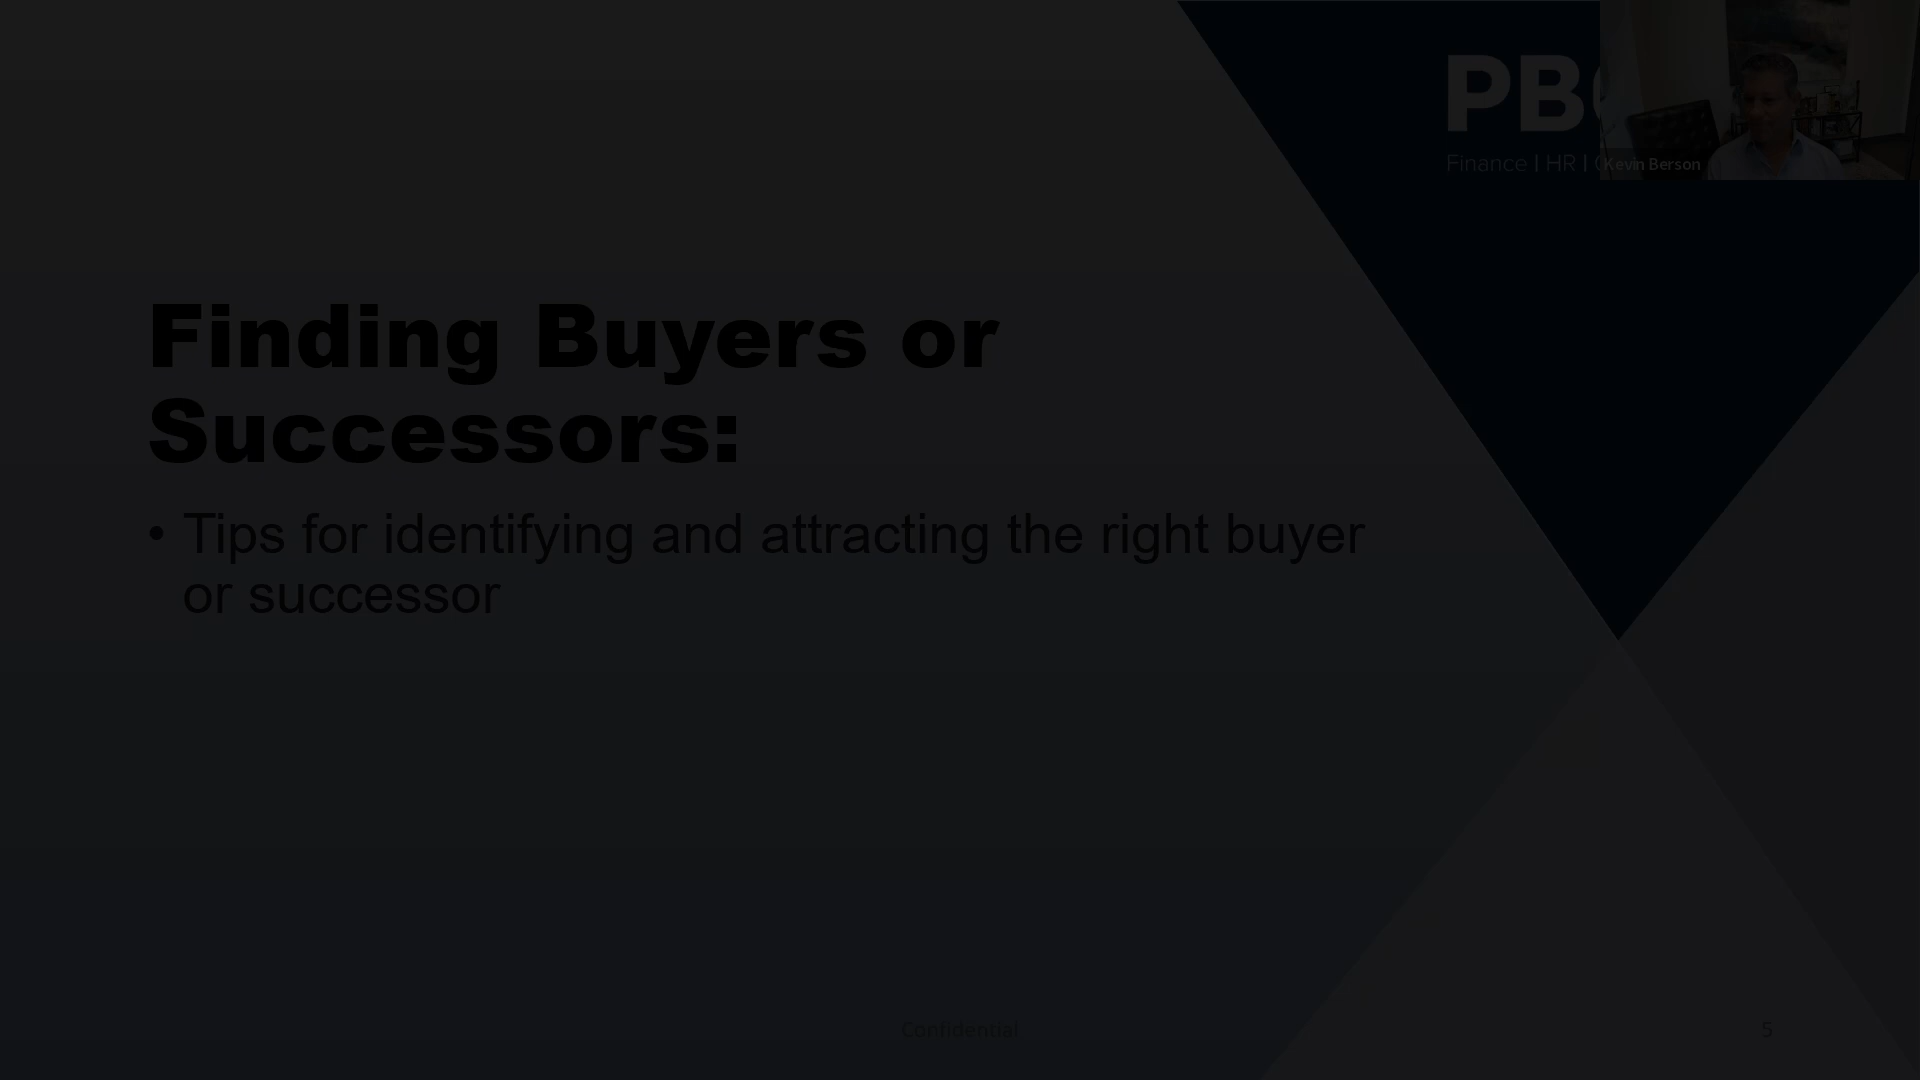 PB
Finance | HR |
Kevin Berson
Finding Buyers or
Successors:
• Tips for identifying and attracting the right buyer
or successor
Confidential
5